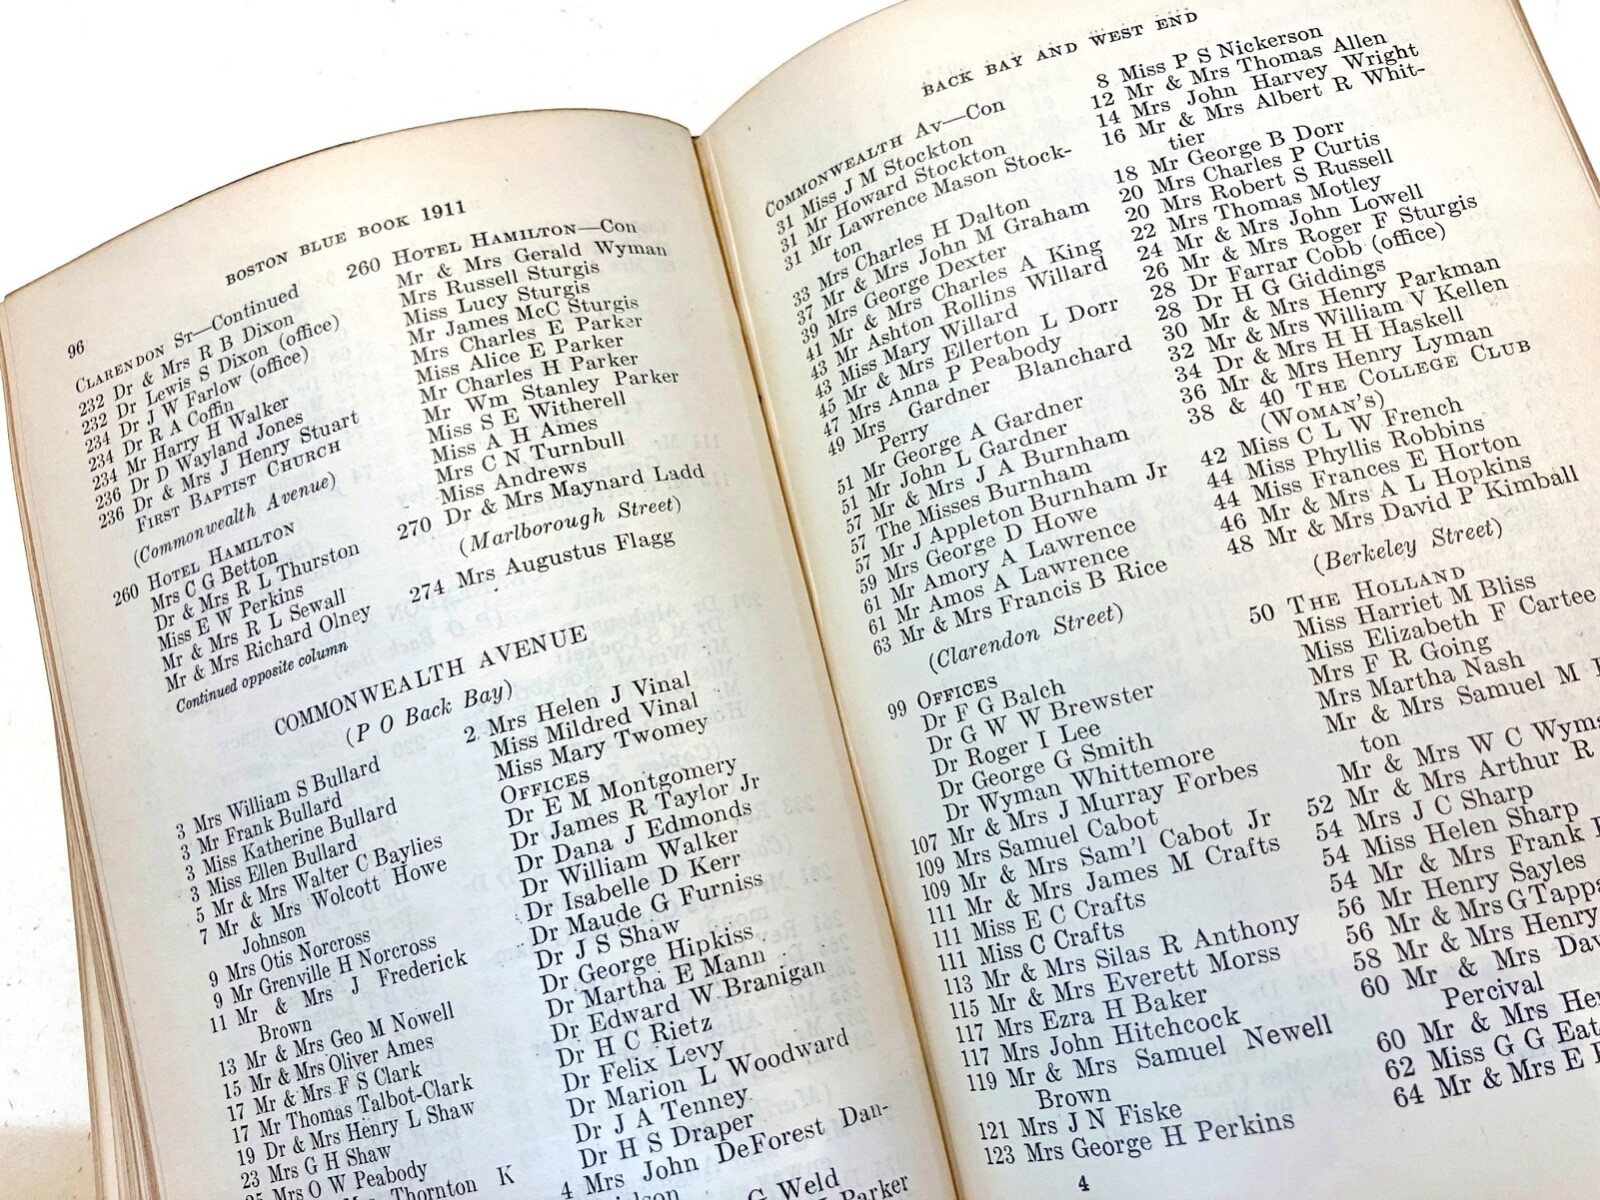 96
BOSTON BLUE BOOK 1911
CLARENDON ST—Continued
232 Dr & Mrs R B Dixon
232 Dr Lewis S Dixon (office)
234 Dr J W Farlow (office)
234 Dr R A Coffin
234 Mr Harry H Walker
236 Dr D Wayland Jones
236 Dr & Mrs J Henry Stuart
FIRST BAPTIST CHURCH
(Commonwealth Avenue)
260 HOTEL HAMILTON
Mrs C G Betton
Dr & Mrs R L Thurston
Miss E W Perkins
Mr & Mrs R L Sewall
Mr & Mrs Richard Olney
Continued opposite column
260 HOTEL HAMILTON—Con
Mr & Mrs Gerald Wyman
Mrs Russell Sturgis
Miss Lucy Sturgis
Mr James McC Sturgis
Mrs Charles E Parker
Miss Alice E Parker
Mr Charles H Parker
Mr Wm Stanley Parker
Miss S E Witherell
Miss A H Ames
Mrs C N Turnbull
Miss Andrews
270 Dr & Mrs Maynard Ladd
(Marlborough Street)
274 Mrs Augustus Flagg
COMMONWEALTH AVENUE
(P O Back Bay)
3 Mrs William S Bullard
3 Mr Frank Bullard
3 Miss Katherine Bullard
3 Miss Ellen Bullard
5 Mr & Mrs Walter C Baylies
7 Mr & Mrs Wolcott Howe
Johnson
9 Mrs Otis Norcross
9 Mr Grenville H Norcross
11 Mr & Mrs J Frederick
Brown
13 Mr & Mrs Geo M Nowell
15 Mr & Mrs Oliver Ames
17 Mr & Mrs F S Clark
17 Mr Thomas Talbot-Clark
19 Dr & Mrs Henry L Shaw
23 Mrs G H Shaw
25 Mrs O W Peabody
Thornton K
2 Mrs Helen J Vinal
Miss Mildred Vinal
Miss Mary Twomey
OFFICES
Dr E M Montgomery
Dr James R Taylor Jr
Dr Dana J Edmonds
Dr William Walker
Dr Isabelle D Kerr
Dr Maude G Furniss
Dr J S Shaw
Dr George Hipkiss
Dr Martha E Mann
Dr Edward W Branigan
Dr H C Rietz
Dr Felix Levy
Dr Marion L Woodward
Dr J A Tenney
Dr H S Draper
4 Mrs John DeForest Dan-
G Weld
Parker
BACK BAY AND WEST END
COMMONWEALTH AV—Con
31 Miss J M Stockton
31 Mr Howard Stockton
31 Mr Lawrence Mason Stock-
ton
33 Mrs Charles H Dalton
37 Mr & Mrs John M Graham
39 Mrs George Dexter
41 Mr & Mrs Charles A King
43 Mr Ashton Rollins Willard
43 Miss Mary Willard
45 Mr & Mrs Ellerton L Dorr
47 Mrs Anna P Peabody
49 Mrs Gardner Blanchard
Perry
51 Mr George A Gardner
51 Mr John L Gardner
57 Mr & Mrs J A Burnham
57 The Misses Burnham
57 Mr J Appleton Burnham Jr
59 Mrs George D Howe
61 Mr Amory A Lawrence
61 Mr Amos A Lawrence
63 Mr & Mrs Francis B Rice
(Clarendon Street)
99 OFFICES
Dr F G Balch
Dr G W W Brewster
Dr Roger I Lee
Dr George G Smith
Dr Wyman Whittemore
107 Mr & Mrs J Murray Forbes
109 Mrs Samuel Cabot
109 Mr & Mrs Sam'l Cabot Jr
111 Mr & Mrs James M Crafts
111 Miss E C Crafts
111 Miss C Crafts
113 Mr & Mrs Silas R Anthony
115 Mr & Mrs Everett Morss
117 Mrs Ezra H Baker
117 Mrs John Hitchcock
119 Mr & Mrs Samuel Newell
Brown
121 Mrs J N Fiske
123 Mrs George H Perkins
8 Miss P S Nickerson
12 Mr & Mrs Thomas Allen
14 Mrs John Harvey Wright
16 Mr & Mrs Albert R Whit-
tier
18 Mr George B Dorr
20 Mrs Charles P Curtis
20 Mrs Robert S Russell
22 Mrs Thomas Motley
24 Mr & Mrs John Lowell
26 Mr & Mrs Roger F Sturgis
28 Dr Farrar Cobb (office)
28 Dr H G Giddings
30 Mr & Mrs Henry Parkman
32 Mr & Mrs William V Kellen
34 Dr & Mrs H H Haskell
36 Mr & Mrs Henry Lyman
38 & 40 THE COLLEGE CLUB
(WOMAN'S)
42 Miss C L W French
44 Miss Phyllis Robbins
44 Miss Frances E Horton
46 Mr & Mrs A L Hopkins
48 Mr & Mrs David P Kimball
(Berkeley Street)
50 THE HOLLAND
Miss Harriet M Bliss
Miss Elizabeth F Cartee
Mrs F R Going
Mrs Martha Nash
Mr & Mrs Samuel M
ton
Mr & Mrs W C Wym
52 Mr & Mrs Arthur R
54 Mrs J C Sharp
54 Miss Helen Sharp
54 Mr & Mrs Frank
56 Mr Henry Sayles
56 Mr & Mrs G Tappa
58 Mr & Mrs Henry
60 Mr & Mrs Dav
Percival
60 Mr & Mrs He
62 Miss G G Eat
64 Mr & Mrs E
4